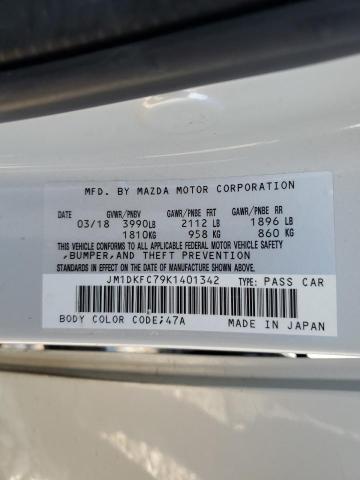 MFD. BY MAZDA MOTOR CORPORATION
DATE GVWR/PNBV GAWR/PNBE FRT GAWR/PNBE RR
03/18 3990LB 2112 LB 1896 LB
1810KG 958 KG 860 KG
THIS VEHICLE CONFORMS TO ALL APPLICABLE FEDERAL MOTOR VEHICLE SAFETY
,BUMPER,AND THEFT PREVENTION
STANDARDS IN EFFECT ON THE DATE OF MANUFACTURE SHOWN ABOVE.
JM1DKFC79K1401342 TYPE: PASS CAR
BODY COLOR CODE;47A MADE IN JAPAN